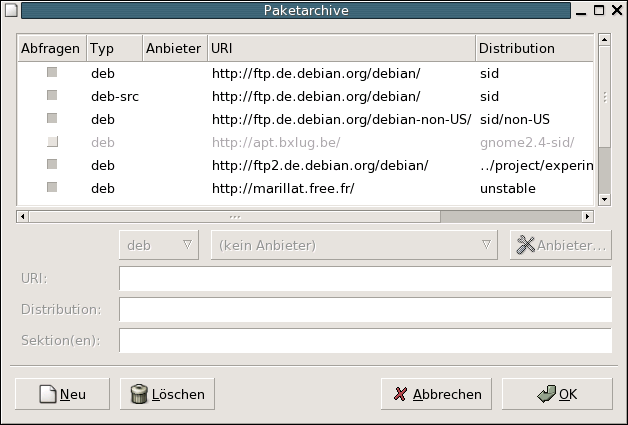 Paketarchive
Abfragen Typ Anbieter URI Distribution
deb http://ftp.de.debian.org/debian/ sid
deb-src http://ftp.de.debian.org/debian/ sid
deb http://ftp.de.debian.org/debian-non-US/ sid/non-US
deb http://apt.bxlug.be/ gnome2.4-sid/
deb http://ftp2.de.debian.org/debian/ ../project/experin
deb http://marillat.free.fr/ unstable
deb (kein Anbieter) Anbieter...
URI:
Distribution:
Sektion(en):
Neu Löschen Abbrechen OK